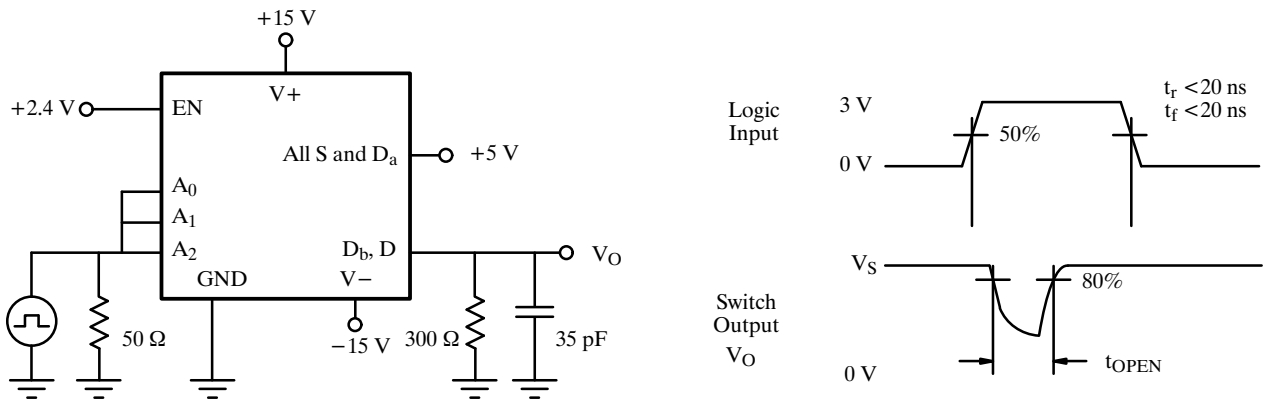 +15 V
V+
+2.4 V
EN
All S and Da
+5 V
A0
A1
A2
Db, D
VO
GND
V−
−15 V
50 Ω
300 Ω
35 pF
Logic
Input
3 V
0 V
50%
tr <20 ns
tf <20 ns
VS
80%
Switch
Output
VO
0 V
tOPEN